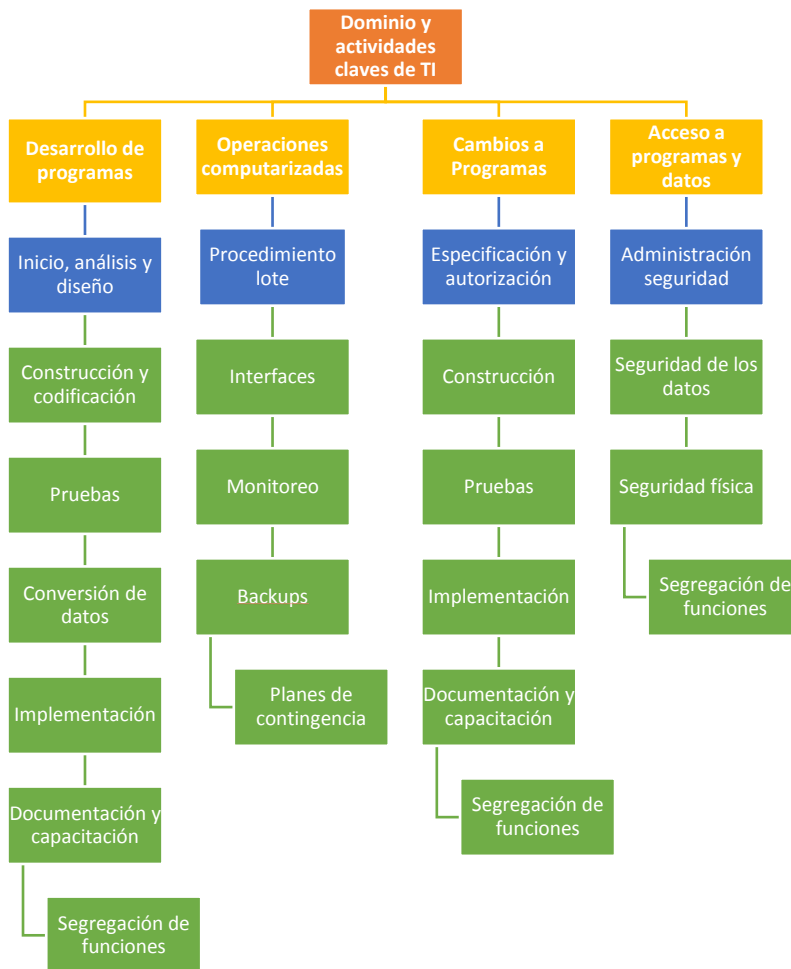 Dominio y
actividades
claves de TI
Desarrollo de
programas
Operaciones
computarizadas
Cambios a
Programas
Acceso a
programas y
datos
Inicio, análisis y
diseño
Procedimiento
lote
Especificación y
autorización
Administración
seguridad
Construcción y
codificación
Interfaces
Construcción
Seguridad de los
datos
Pruebas
Monitoreo
Pruebas
Seguridad física
Conversión de
datos
Backups
Implementación
Segregación de
funciones
Implementación
Planes de
contingencia
Documentación y
capacitación
Documentación y
capacitación
Segregación de
funciones
Segregación de
funciones